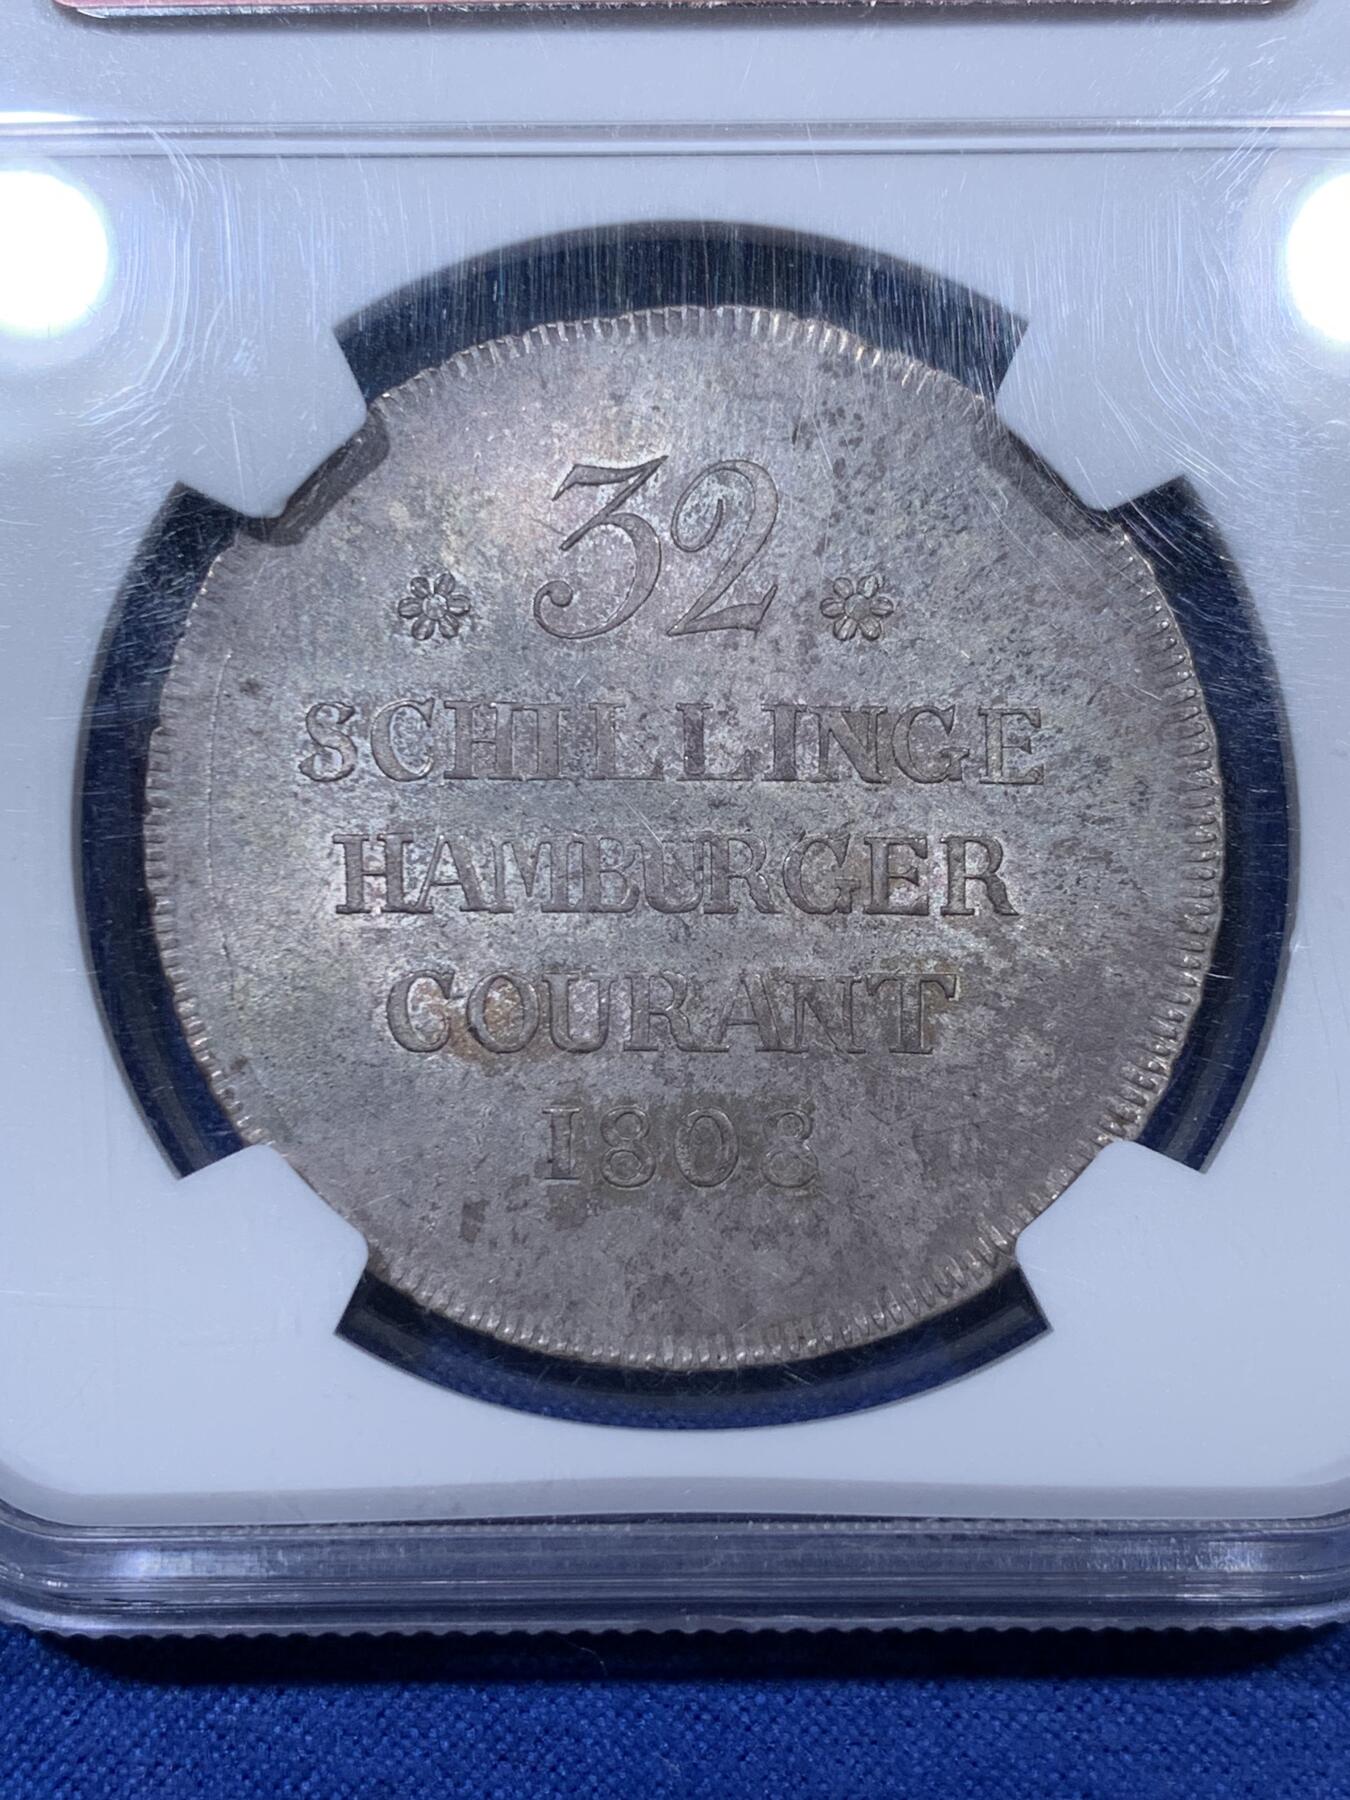 32
SCHILLINGE
HAMBURGER
COURANT
1808